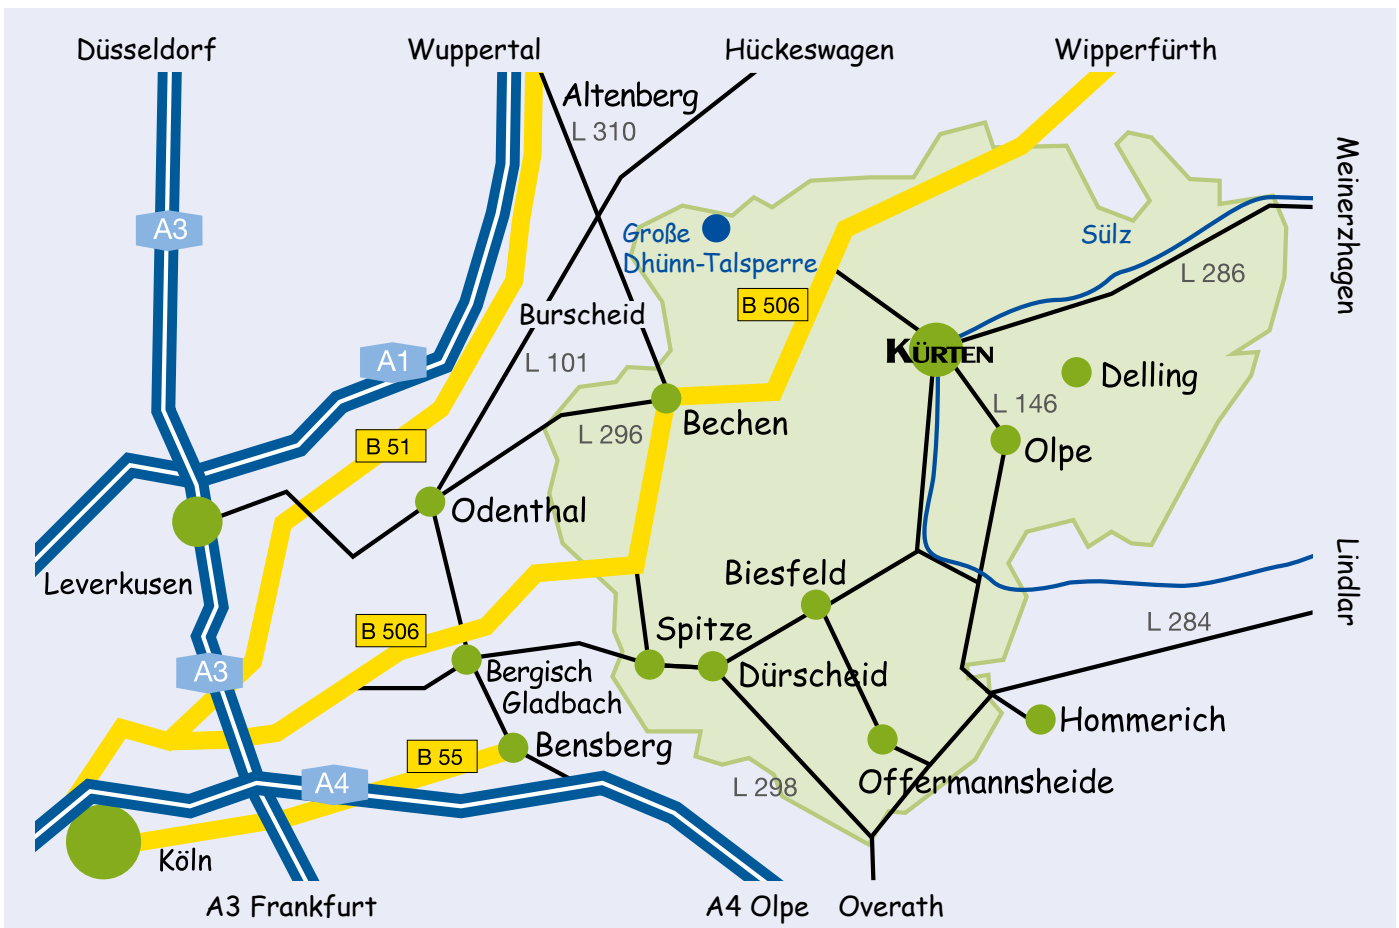 Düsseldorf
Wuppertal
Hückeswagen
Wipperfürth
Altenberg
L 310
Meinerzhagen
A3
Große
Dhünn-Talsperre
Sülz
L 286
B 506
Burscheid
A1
L 101
KÜRTEN
Delling
L 146
Bechen
L 296
B 51
Olpe
Odenthal
Leverkusen
Biesfeld
Lindlar
B 506
Spitze
L 284
A3
Bergisch
Gladbach
Dürscheid
Hommerich
Bensberg
B 55
A4
L 298
Offermannsheide
Köln
A3 Frankfurt
A4 Olpe
Overath